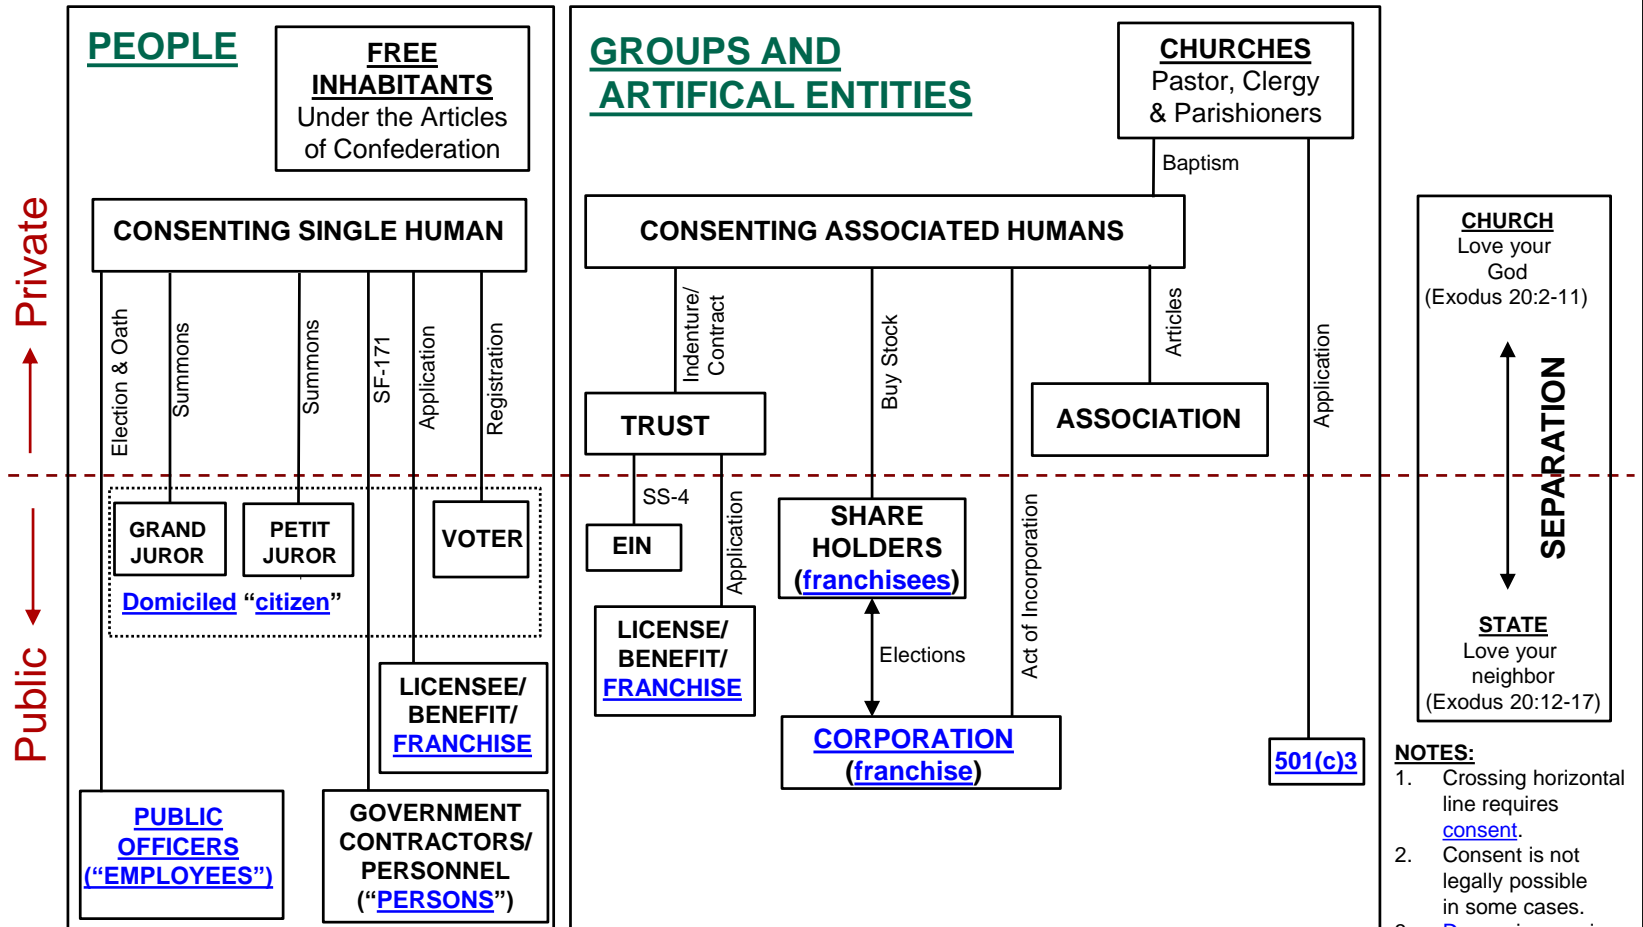 PEOPLE
FREE
INHABITANTS
Under the Articles
of Confederation
GROUPS AND
ARTIFICAL ENTITIES
CHURCHES
Pastor, Clergy
& Parishioners
Baptism
Private
CONSENTING SINGLE HUMAN
CONSENTING ASSOCIATED HUMANS
Election & Oath
Summons
Summons
SF-171
Application
Registration
Indenture/
Contract
Buy Stock
Articles
Application
TRUST
ASSOCIATION
CHURCH
Love your
God
(Exodus 20:2-11)
SEPARATION
STATE
Love your
neighbor
(Exodus 20:12-17)
Public
GRAND
JUROR
PETIT
JUROR
VOTER
Domiciled “citizen”
SS-4
EIN
Application
SHARE
HOLDERS
(franchisees)
Act of Incorporation
LICENSE/
BENEFIT/
FRANCHISE
Elections
LICENSEE/
BENEFIT/
FRANCHISE
CORPORATION
(franchise)
501(c)3
PUBLIC
OFFICERS
(“EMPLOYEES”)
GOVERNMENT
CONTRACTORS/
PERSONNEL
(“PERSONS”)
NOTES:
1. Crossing horizontal
line requires
consent.
2. Consent is not
legally possible
in some cases.